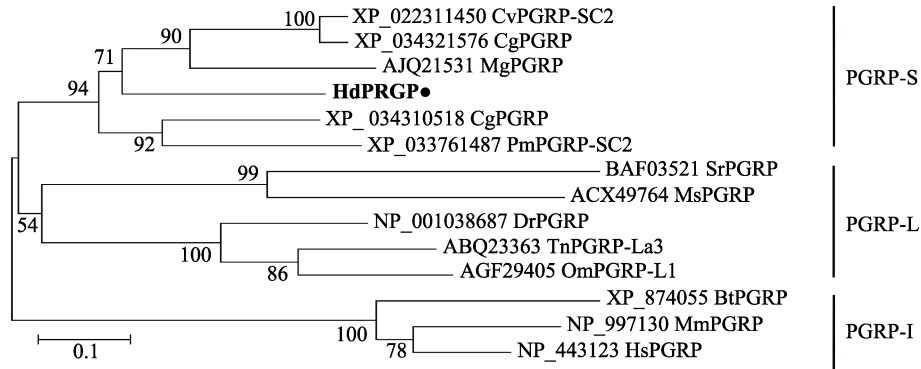 100 XP_022311450 CvPGRP-SC2
90 XP_034321576 CgPGRP
71 AJQ21531 MgPGRP
94 HdPRGP●
PGRP-S
XP_ 034310518 CgPGRP
92 XP_033761487 PmPGRP-SC2
99 BAF03521 SrPGRP
ACX49764 MsPGRP
54 NP_001038687 DrPGRP
PGRP-L
100 ABQ23363 TnPGRP-La3
86 AGF29405 OmPGRP-L1
XP_874055 BtPGRP
100 NP_997130 MmPGRP
PGRP-I
78 NP_443123 HsPGRP
0.1